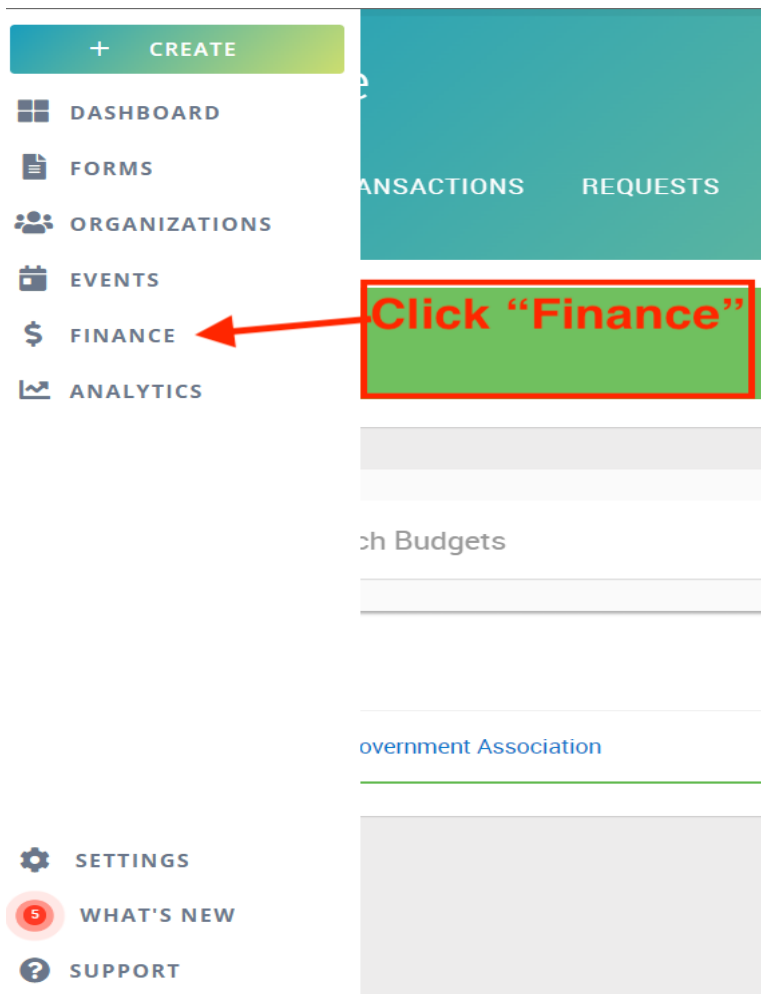 + CREATE
DASHBOARD
FORMS
ORGANIZATIONS
EVENTS
$ FINANCE
ANALYTICS
SETTINGS
5 WHAT'S NEW
? SUPPORT
e
ANSACTIONS REQUESTS
Click “Finance”
ch Budgets
overnment Association